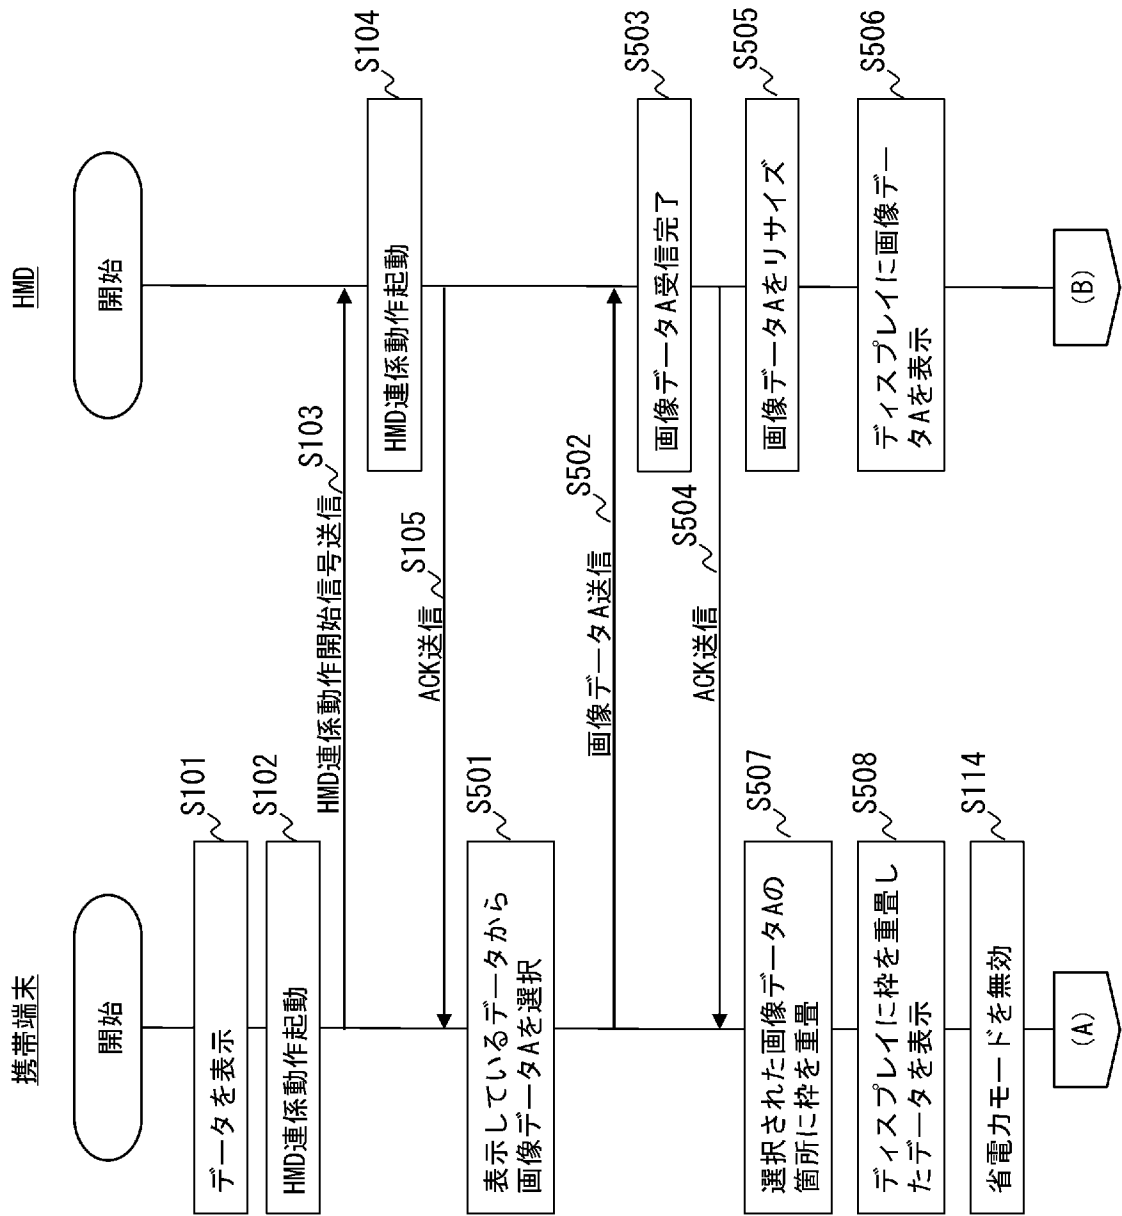 携帯端末
HMD
開始
開始
データを表示
S101
HMD連係動作起動
S102
HMD連係動作開始信号送信
S103
HMD連係動作起動
S104
ACK送信
S105
表示しているデータから
画像データAを選択
S501
画像データA送信
S502
画像データA受信完了
S503
ACK送信
S504
画像データAをリサイズ
S505
ディスプレイに画像デー
タAを表示
S506
選択された画像データAの
箇所に枠を重畳
S507
ディスプレイに枠を重畳し
たデータを表示
S508
省電力モードを無効
S114
(A)
(B)